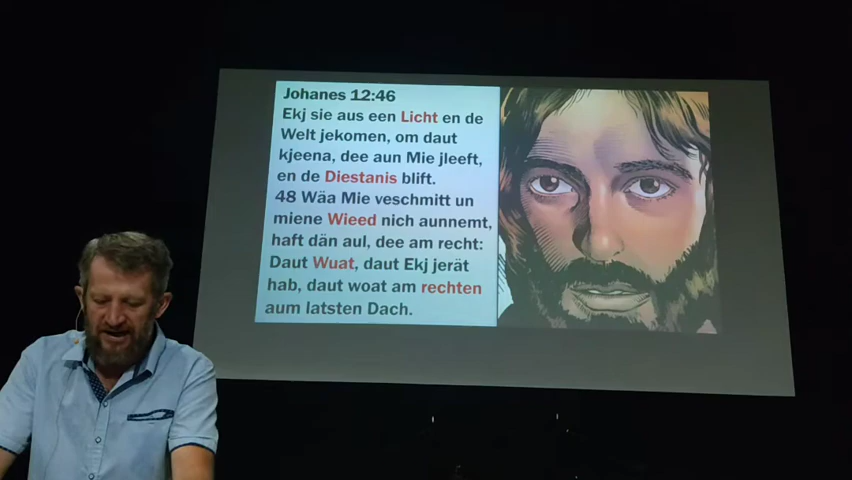 Johanes 12:46
Ekj sie aus een Licht en de
Welt jekomen, om daut
kjeena, dee aun Mie jleeft,
en de Diestanis blift.
48 Wäa Mie veschmitt un
miene Wieed nich aunnemt,
haft dän aul, dee am recht:
Daut Wuat, daut Ekj jerät
hab, daut woat am rechten
aum latsten Dach.